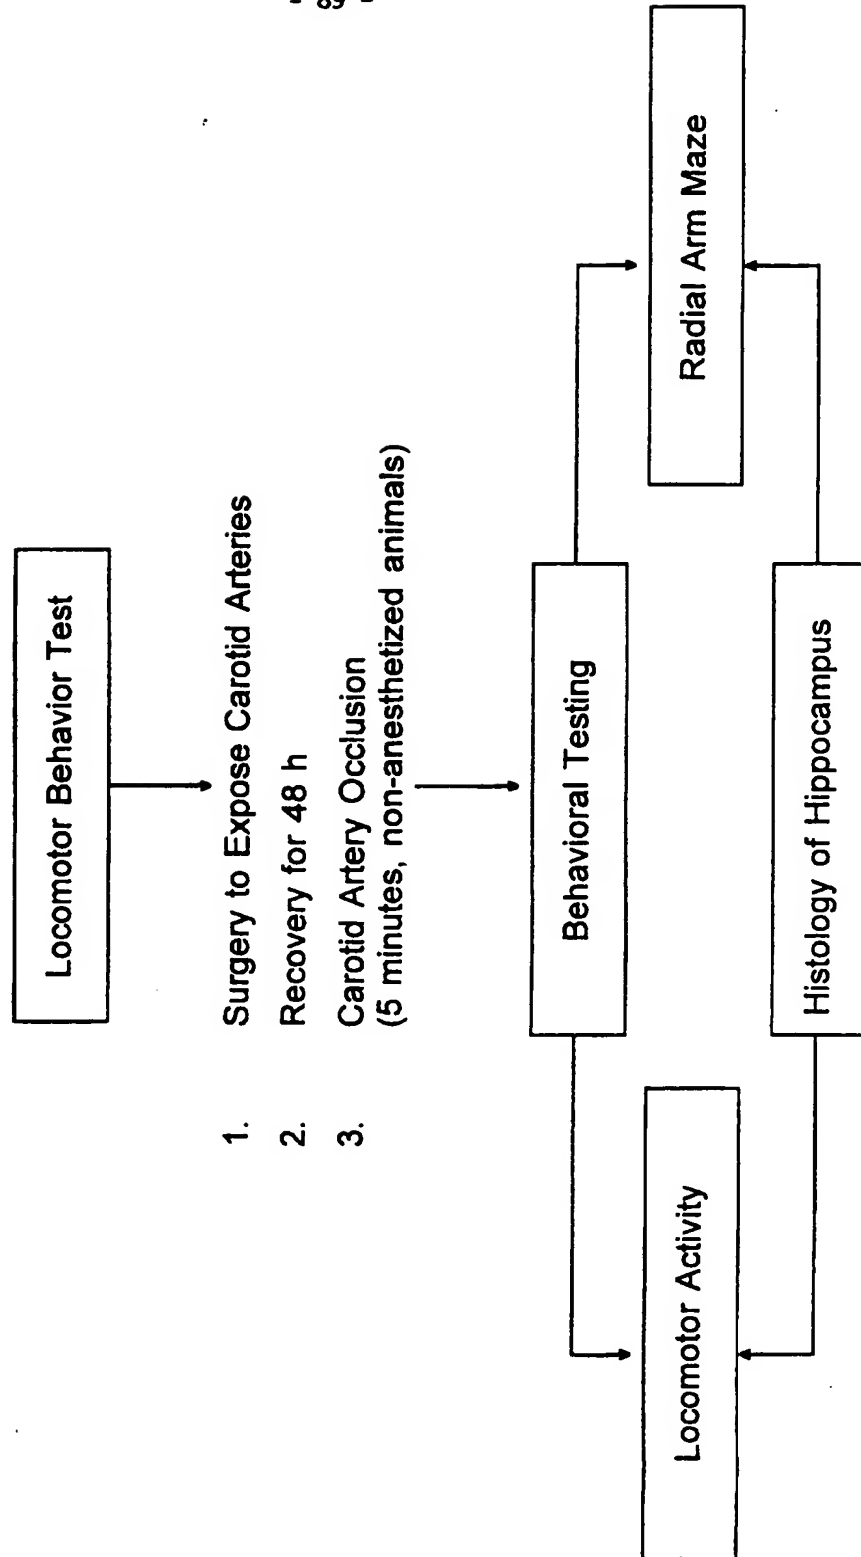 - 89 -
Locomotor Behavior Test
1. Surgery to Expose Carotid Arteries
2. Recovery for 48 h
3. Carotid Artery Occlusion
(5 minutes, non-anesthetized animals)
Behavioral Testing
Locomotor Activity
Radial Arm Maze
Histology of Hippocampus